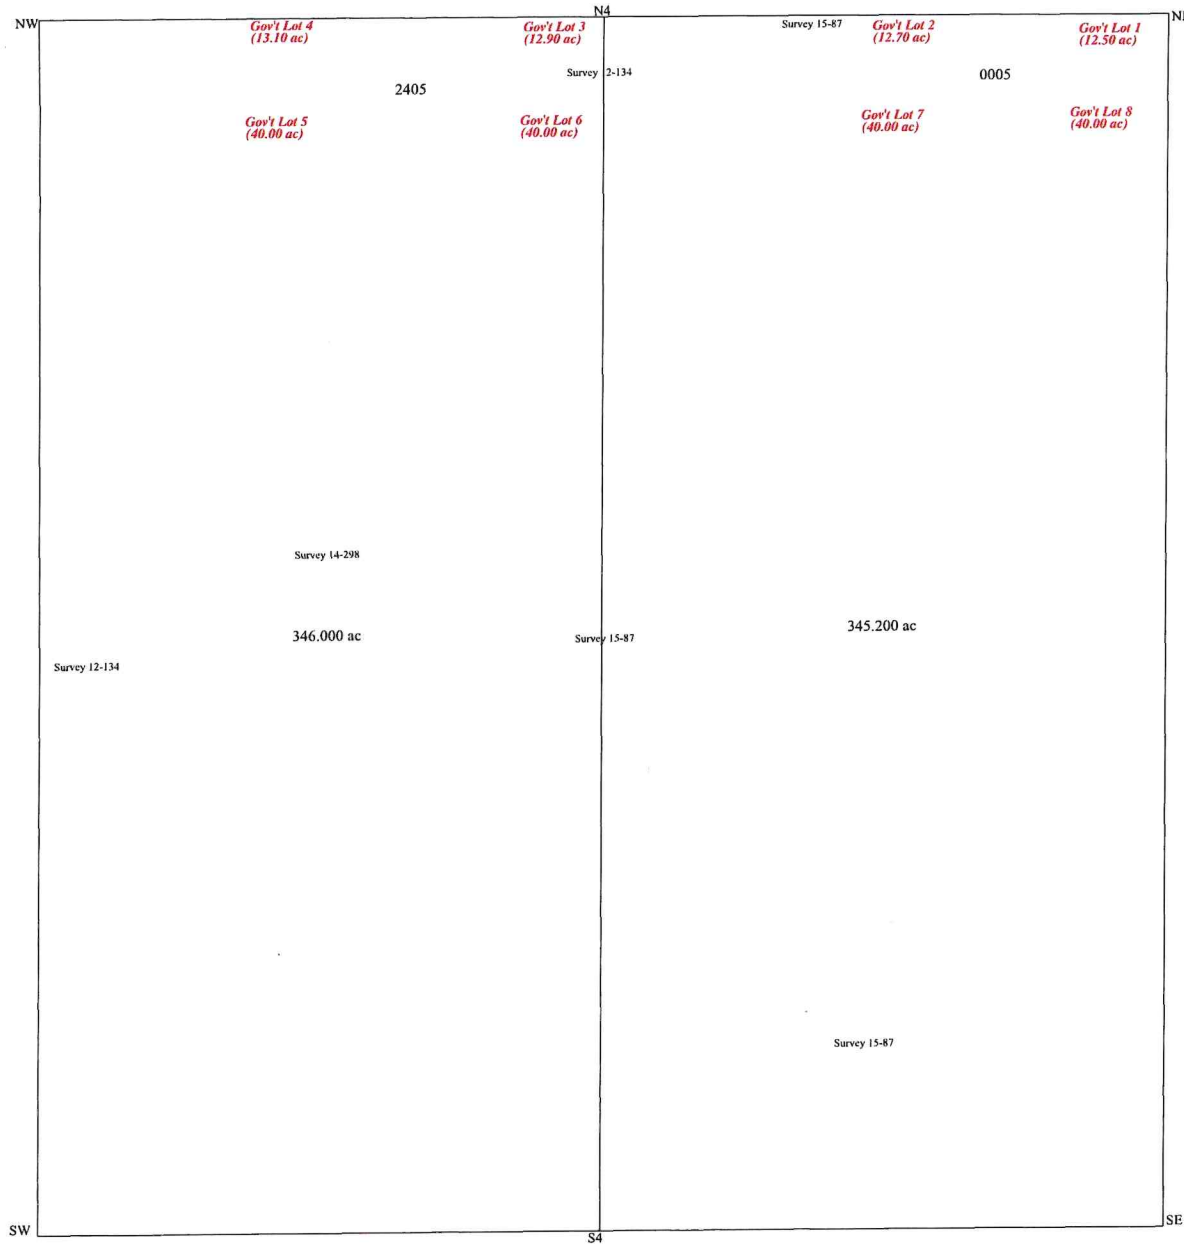 NW
N4
Gov't Lot 4
(13.10 ac)
Gov't Lot 3
(12.90 ac)
Survey 15-87
Gov't Lot 2
(12.70 ac)
Gov't Lot 1
(12.50 ac)
Survey 2-134
2405
0005
Gov't Lot 5
(40.00 ac)
Gov't Lot 6
(40.00 ac)
Gov't Lot 7
(40.00 ac)
Gov't Lot 8
(40.00 ac)
Survey 14-298
346.000 ac
Survey 15-87
345.200 ac
Survey 12-134
Survey 15-87
SW
S4
SE